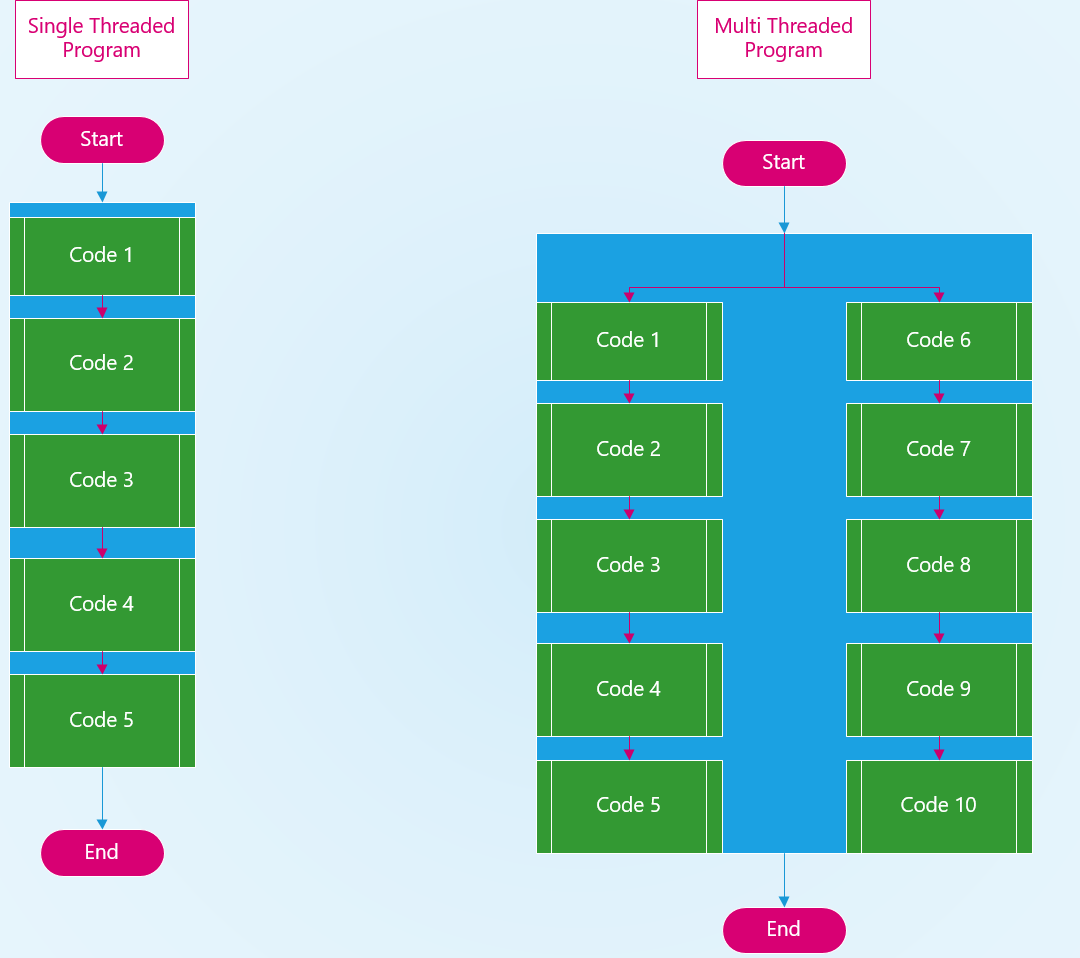 Single Threaded
Program
Start
Code 1
Code 2
Code 3
Code 4
Code 5
End
Multi Threaded
Program
Start
Code 1
Code 2
Code 3
Code 4
Code 5
Code 6
Code 7
Code 8
Code 9
Code 10
End